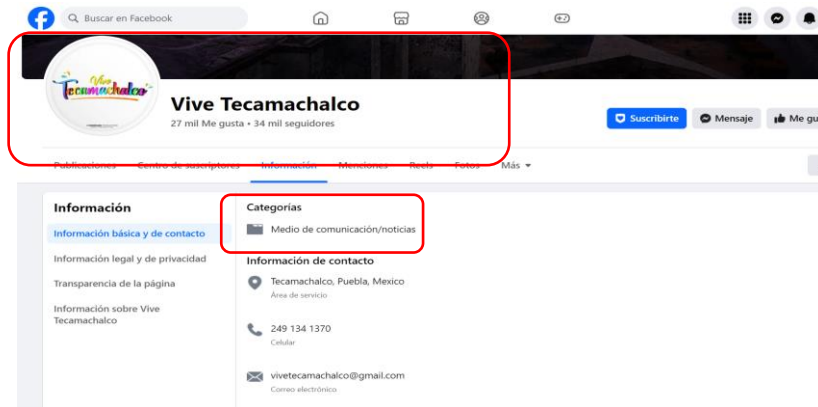 Buscar en Facebook
Vive
Tecamachalco
Vive Tecamachalco
27 mil Me gusta • 34 mil seguidores
Suscribirte
Mensaje
Me gu
Publicaciones Centro de suscriptores Información Menciones Reels Fotos Más
Información
Información básica y de contacto
Información legal y de privacidad
Transparencia de la página
Información sobre Vive
Tecamachalco
Categorías
Medio de comunicación/noticias
Información de contacto
Tecamachalco, Puebla, Mexico
Área de servicio
249 134 1370
Celular
vivetecamachalco@gmail.com
Correo electrónico